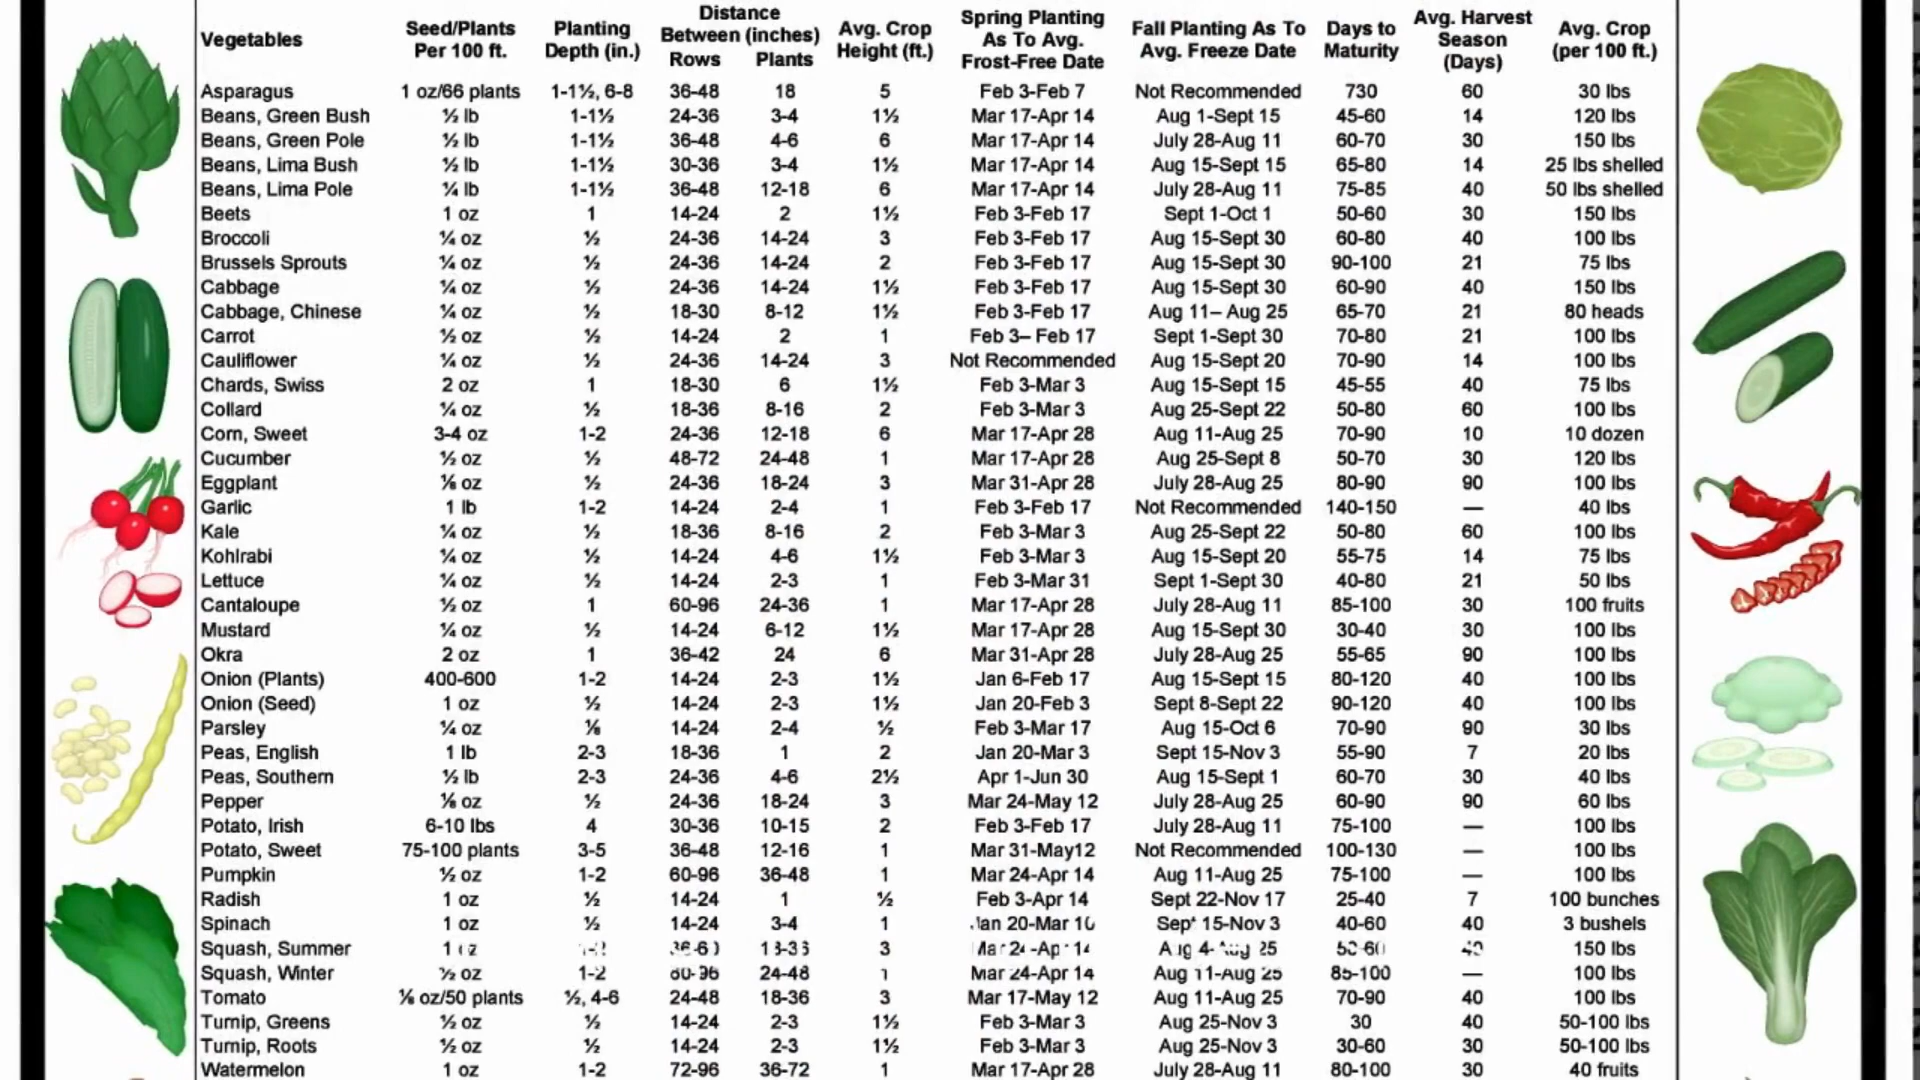 Vegetables Seed/Plants Per 100 ft. Planting Depth (in.) Distance Between (inches) Rows Plants Avg. Crop Height (ft.) Spring Planting As To Avg. Frost-Free Date Fall Planting As To Avg. Freeze Date Days to Maturity Avg. Harvest Season (Days) Avg. Crop (per 100 ft.)
Asparagus 1 oz/66 plants 1-1½, 6-8 36-48 18 5 Feb 3-Feb 7 Not Recommended 730 60 30 lbs
Beans, Green Bush ½ lb 1-1½ 24-36 3-4 1½ Mar 17-Apr 14 Aug 1-Sept 15 45-60 14 120 lbs
Beans, Green Pole ½ lb 1-1½ 36-48 4-6 6 Mar 17-Apr 14 July 28-Aug 11 60-70 30 150 lbs
Beans, Lima Bush ½ lb 1-1½ 30-36 3-4 1½ Mar 17-Apr 14 Aug 15-Sept 15 65-80 14 25 lbs shelled
Beans, Lima Pole ¼ lb 1-1½ 36-48 12-18 6 Mar 17-Apr 14 July 28-Aug 11 75-85 40 50 lbs shelled
Beets 1 oz 1 14-24 2 1½ Feb 3-Feb 17 Sept 1-Oct 1 50-60 30 150 lbs
Broccoli ¼ oz ½ 24-36 14-24 3 Feb 3-Feb 17 Aug 15-Sept 30 60-80 40 100 lbs
Brussels Sprouts ¼ oz ½ 24-36 14-24 2 Feb 3-Feb 17 Aug 15-Sept 30 90-100 21 75 lbs
Cabbage ¼ oz ½ 24-36 14-24 1½ Feb 3-Feb 17 Aug 15-Sept 30 60-90 40 150 lbs
Cabbage, Chinese ¼ oz ½ 18-30 8-12 1½ Feb 3-Feb 17 Aug 11– Aug 25 65-70 21 80 heads
Carrot ½ oz ½ 14-24 2 1 Feb 3– Feb 17 Sept 1-Sept 30 70-80 21 100 lbs
Cauliflower ¼ oz ½ 24-36 14-24 3 Not Recommended Aug 15-Sept 20 70-90 14 100 lbs
Chards, Swiss 2 oz 1 18-30 6 1½ Feb 3-Mar 3 Aug 15-Sept 15 45-55 40 75 lbs
Collard ¼ oz ½ 18-36 8-16 2 Feb 3-Mar 3 Aug 25-Sept 22 50-80 60 100 lbs
Corn, Sweet 3-4 oz 1-2 24-36 12-18 6 Mar 17-Apr 28 Aug 11-Aug 25 70-90 10 10 dozen
Cucumber ½ oz ½ 48-72 24-48 1 Mar 17-Apr 28 Aug 25-Sept 8 50-70 30 120 lbs
Eggplant ⅛ oz ½ 24-36 18-24 3 Mar 31-Apr 28 July 28-Aug 25 80-90 90 100 lbs
Garlic 1 lb 1-2 14-24 2-4 1 Feb 3-Feb 17 Not Recommended 140-150 — 40 lbs
Kale ¼ oz ½ 18-36 8-16 2 Feb 3-Mar 3 Aug 25-Sept 22 50-80 60 100 lbs
Kohlrabi ¼ oz ½ 14-24 4-6 1½ Feb 3-Mar 3 Aug 15-Sept 20 55-75 14 75 lbs
Lettuce ¼ oz ½ 14-24 2-3 1 Feb 3-Mar 31 Sept 1-Sept 30 40-80 21 50 lbs
Cantaloupe ½ oz 1 60-96 24-36 1 Mar 17-Apr 28 July 28-Aug 11 85-100 30 100 fruits
Mustard ¼ oz ½ 14-24 6-12 1½ Mar 17-Apr 28 Aug 15-Sept 30 30-40 30 100 lbs
Okra 2 oz 1 36-42 24 6 Mar 31-Apr 28 July 28-Aug 25 55-65 90 100 lbs
Onion (Plants) 400-600 1-2 14-24 2-3 1½ Jan 6-Feb 17 Aug 15-Sept 15 80-120 40 100 lbs
Onion (Seed) 1 oz ½ 14-24 2-3 1½ Jan 20-Feb 3 Sept 8-Sept 22 90-120 40 100 lbs
Parsley ¼ oz ⅛ 14-24 2-4 ½ Feb 3-Mar 17 Aug 15-Oct 6 70-90 90 30 lbs
Peas, English 1 lb 2-3 18-36 1 2 Jan 20-Mar 3 Sept 15-Nov 3 55-90 7 20 lbs
Peas, Southern ½ lb 2-3 24-36 4-6 2½ Apr 1-Jun 30 Aug 15-Sept 1 60-70 30 40 lbs
Pepper ⅛ oz ½ 24-36 18-24 3 Mar 24-May 12 July 28-Aug 25 60-90 90 60 lbs
Potato, Irish 6-10 lbs 4 30-36 10-15 2 Feb 3-Feb 17 July 28-Aug 11 75-100 — 100 lbs
Potato, Sweet 75-100 plants 3-5 36-48 12-16 1 Mar 31-May12 Not Recommended 100-130 — 100 lbs
Pumpkin ½ oz 1-2 60-96 36-48 1 Mar 24-Apr 14 Aug 11-Aug 25 75-100 — 100 lbs
Radish 1 oz ½ 14-24 1 ½ Feb 3-Apr 14 Sept 22-Nov 17 25-40 7 100 bunches
Spinach 1 oz ½ 14-24 3-4 1 Jan 20-Mar 10 Sept 15-Nov 3 40-60 40 3 bushels
Squash, Summer 1 oz 3 Mar 24-Apr 14 Aug 4-Aug 25 50-60 150 lbs
Squash, Winter ½ oz 1-2 60-96 24-48 1 Mar 24-Apr 14 Aug 11-Aug 25 85-100 — 100 lbs
Tomato ⅛ oz/50 plants ½, 4-6 24-48 18-36 3 Mar 17-May 12 Aug 11-Aug 25 70-90 40 100 lbs
Turnip, Greens ½ oz ½ 14-24 2-3 1½ Feb 3-Mar 3 Aug 25-Nov 3 30 40 50-100 lbs
Turnip, Roots ½ oz ½ 14-24 2-3 1½ Feb 3-Mar 3 Aug 25-Nov 3 30-60 30 50-100 lbs
Watermelon 1 oz 1-2 72-96 36-72 1 Mar 17-Apr 28 July 28-Aug 11 80-100 30 40 fruits